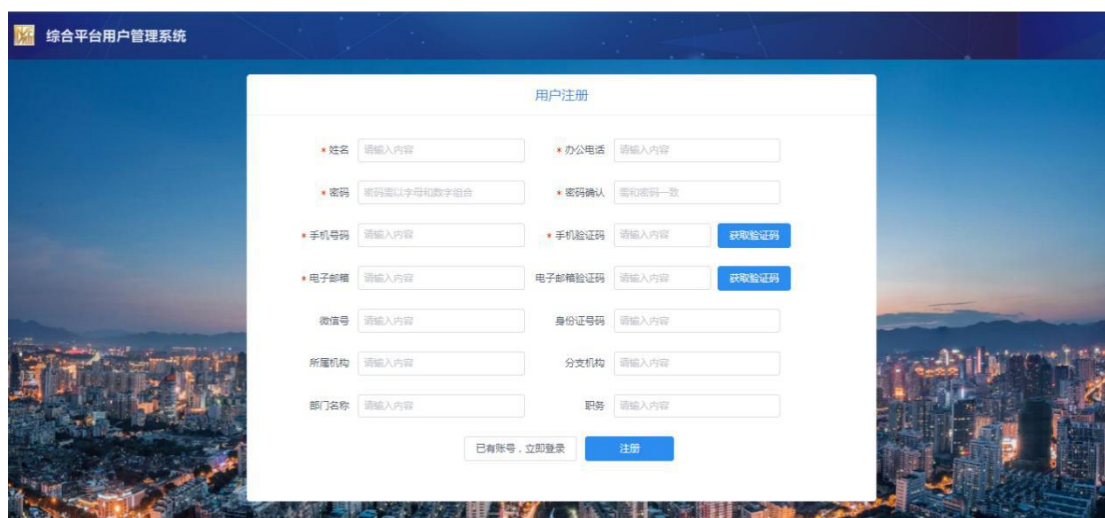 综合平台用户管理系统
用户注册
* 姓名 请输入内容 * 办公电话 请输入内容
* 密码 密码需以字母和数字组合 * 密码确认 需和密码一致
* 手机号码 请输入内容 * 手机验证码 请输入内容 获取验证码
* 电子邮箱 请输入内容 电子邮箱验证码 请输入内容 获取验证码
微信号 请输入内容 身份证号码 请输入内容
所属机构 请输入内容 分支机构 请输入内容
部门名称 请输入内容 职务 请输入内容
已有账号，立即登录 注册